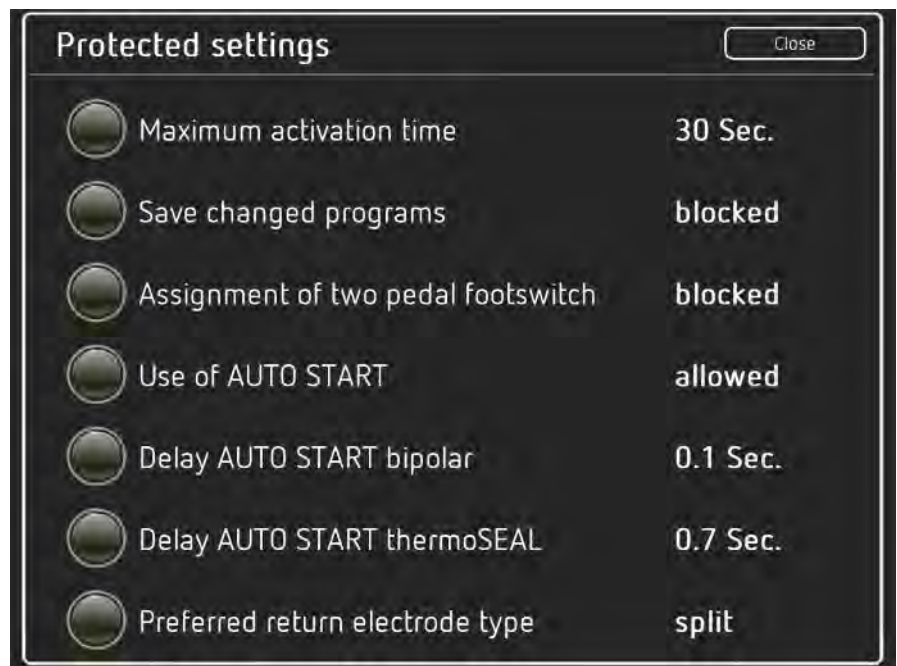 Protected settings Close
Maximum activation time 30 Sec.
Save changed programs blocked
Assignment of two pedal footswitch blocked
Use of AUTO START allowed
Delay AUTO START bipolar 0.1 Sec.
Delay AUTO START thermoSEAL 0.7 Sec.
Preferred return electrode type split